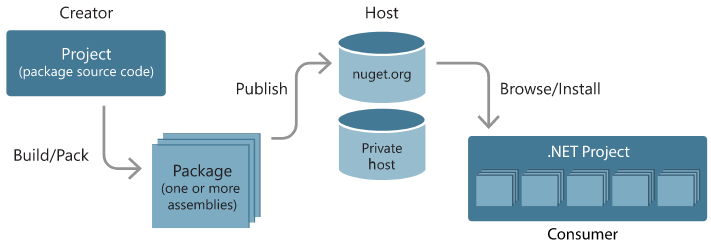 Creator
Project
(package source code)
Build/Pack
Package
(one or more
assemblies)
Publish
Host
nuget.org
Private
host
Browse/Install
.NET Project
Consumer